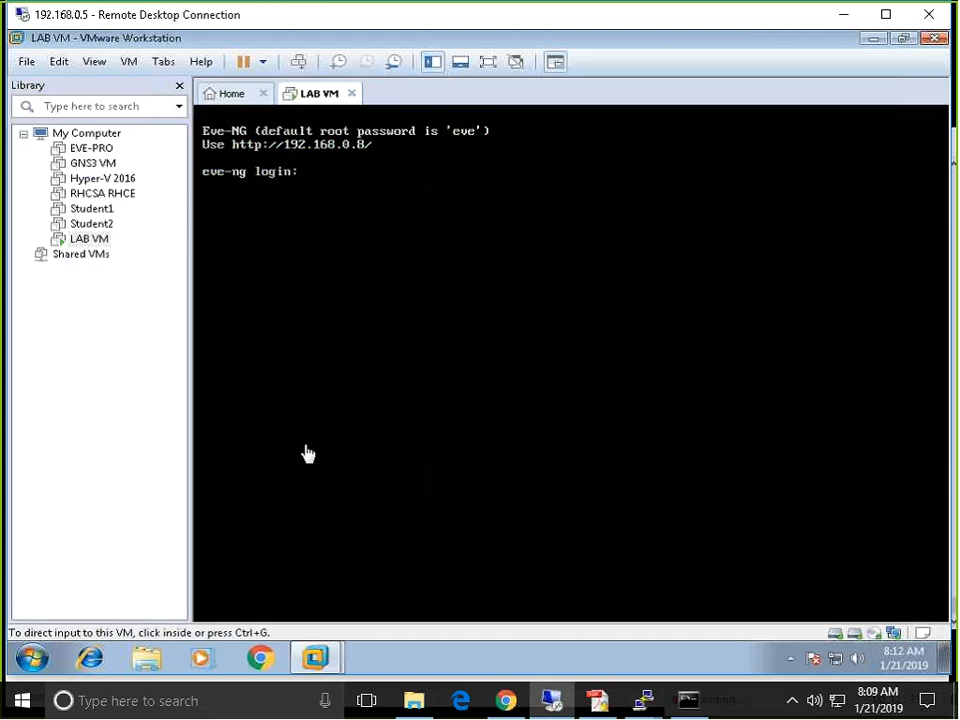 192.168.0.5 - Remote Desktop Connection
LAB VM - VMware Workstation
File Edit View VM Tabs Help
Library
Type here to search
Home
LAB VM
My Computer
EVE-PRO
GNS3 VM
Hyper-V 2016
RHCSA RHCE
Student1
Student2
LAB VM
Shared VMs
Eve-NG (default root password is 'eve')
Use http://192.168.0.8/
eve-ng login:
To direct input to this VM, click inside or press Ctrl+G.
8:12 AM
1/21/2019
Type here to search
8:09 AM
1/21/2019